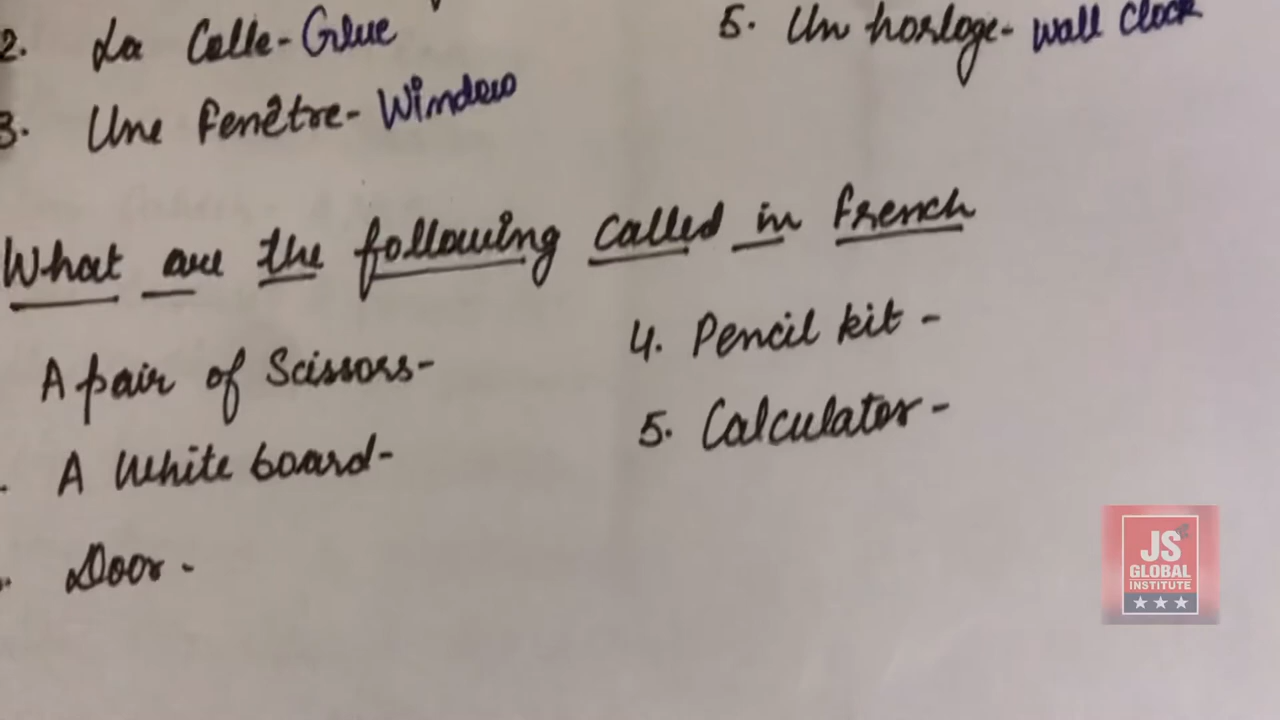 2. La Colle- Glue
3. Une fenêtre- Window
5. Un horloge- wall clock
What are the following called in french
A pair of Scissors-
A White board-
Door -
4. Pencil kit -
5. Calculator -
JS
GLOBAL
INSTITUTE